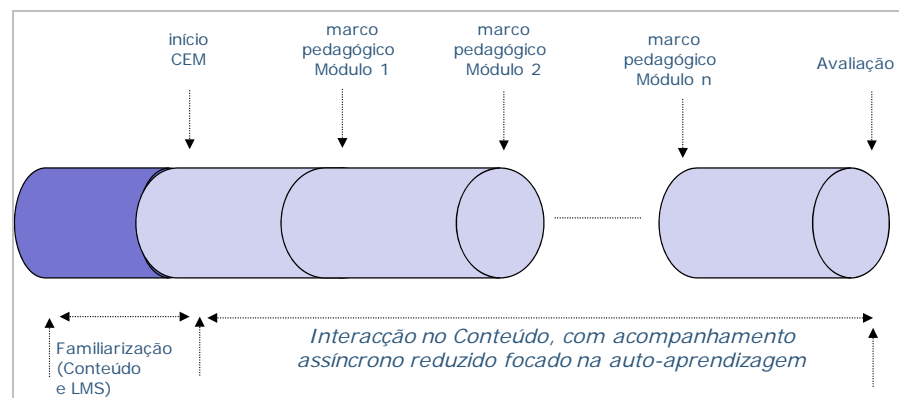 início
CEM
marco
pedagógico
Módulo 1
marco
pedagógico
Módulo 2
marco
pedagógico
Módulo n
Avaliação
Familiarização
(Conteúdo
e LMS)
Interacção no Conteúdo, com acompanhamento
assíncrono reduzido focado na auto-aprendizagem